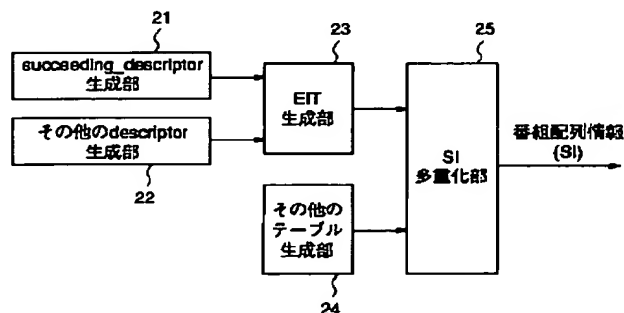 21
succeeding_descriptor
生成部
その他のdescriptor
生成部
22
23
EIT
生成部
その他の
テーブル
生成部
24
25
SI
多重化部
番組配列情報
(SI)